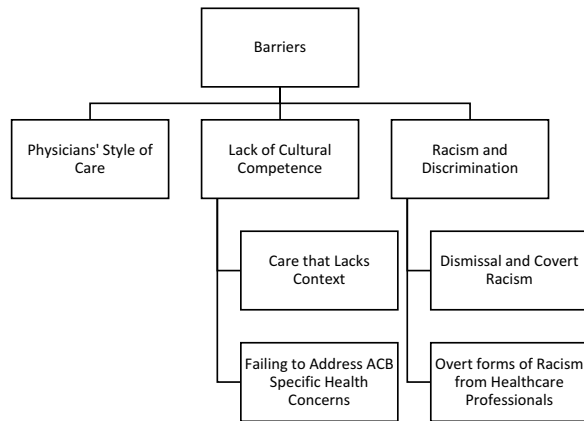 Barriers
Physicians' Style of
Care
Lack of Cultural
Competence
Racism and
Discrimination
Care that Lacks
Context
Dismissal and Covert
Racism
Failing to Address ACB
Specific Health
Concerns
Overt forms of Racism
from Healthcare
Professionals